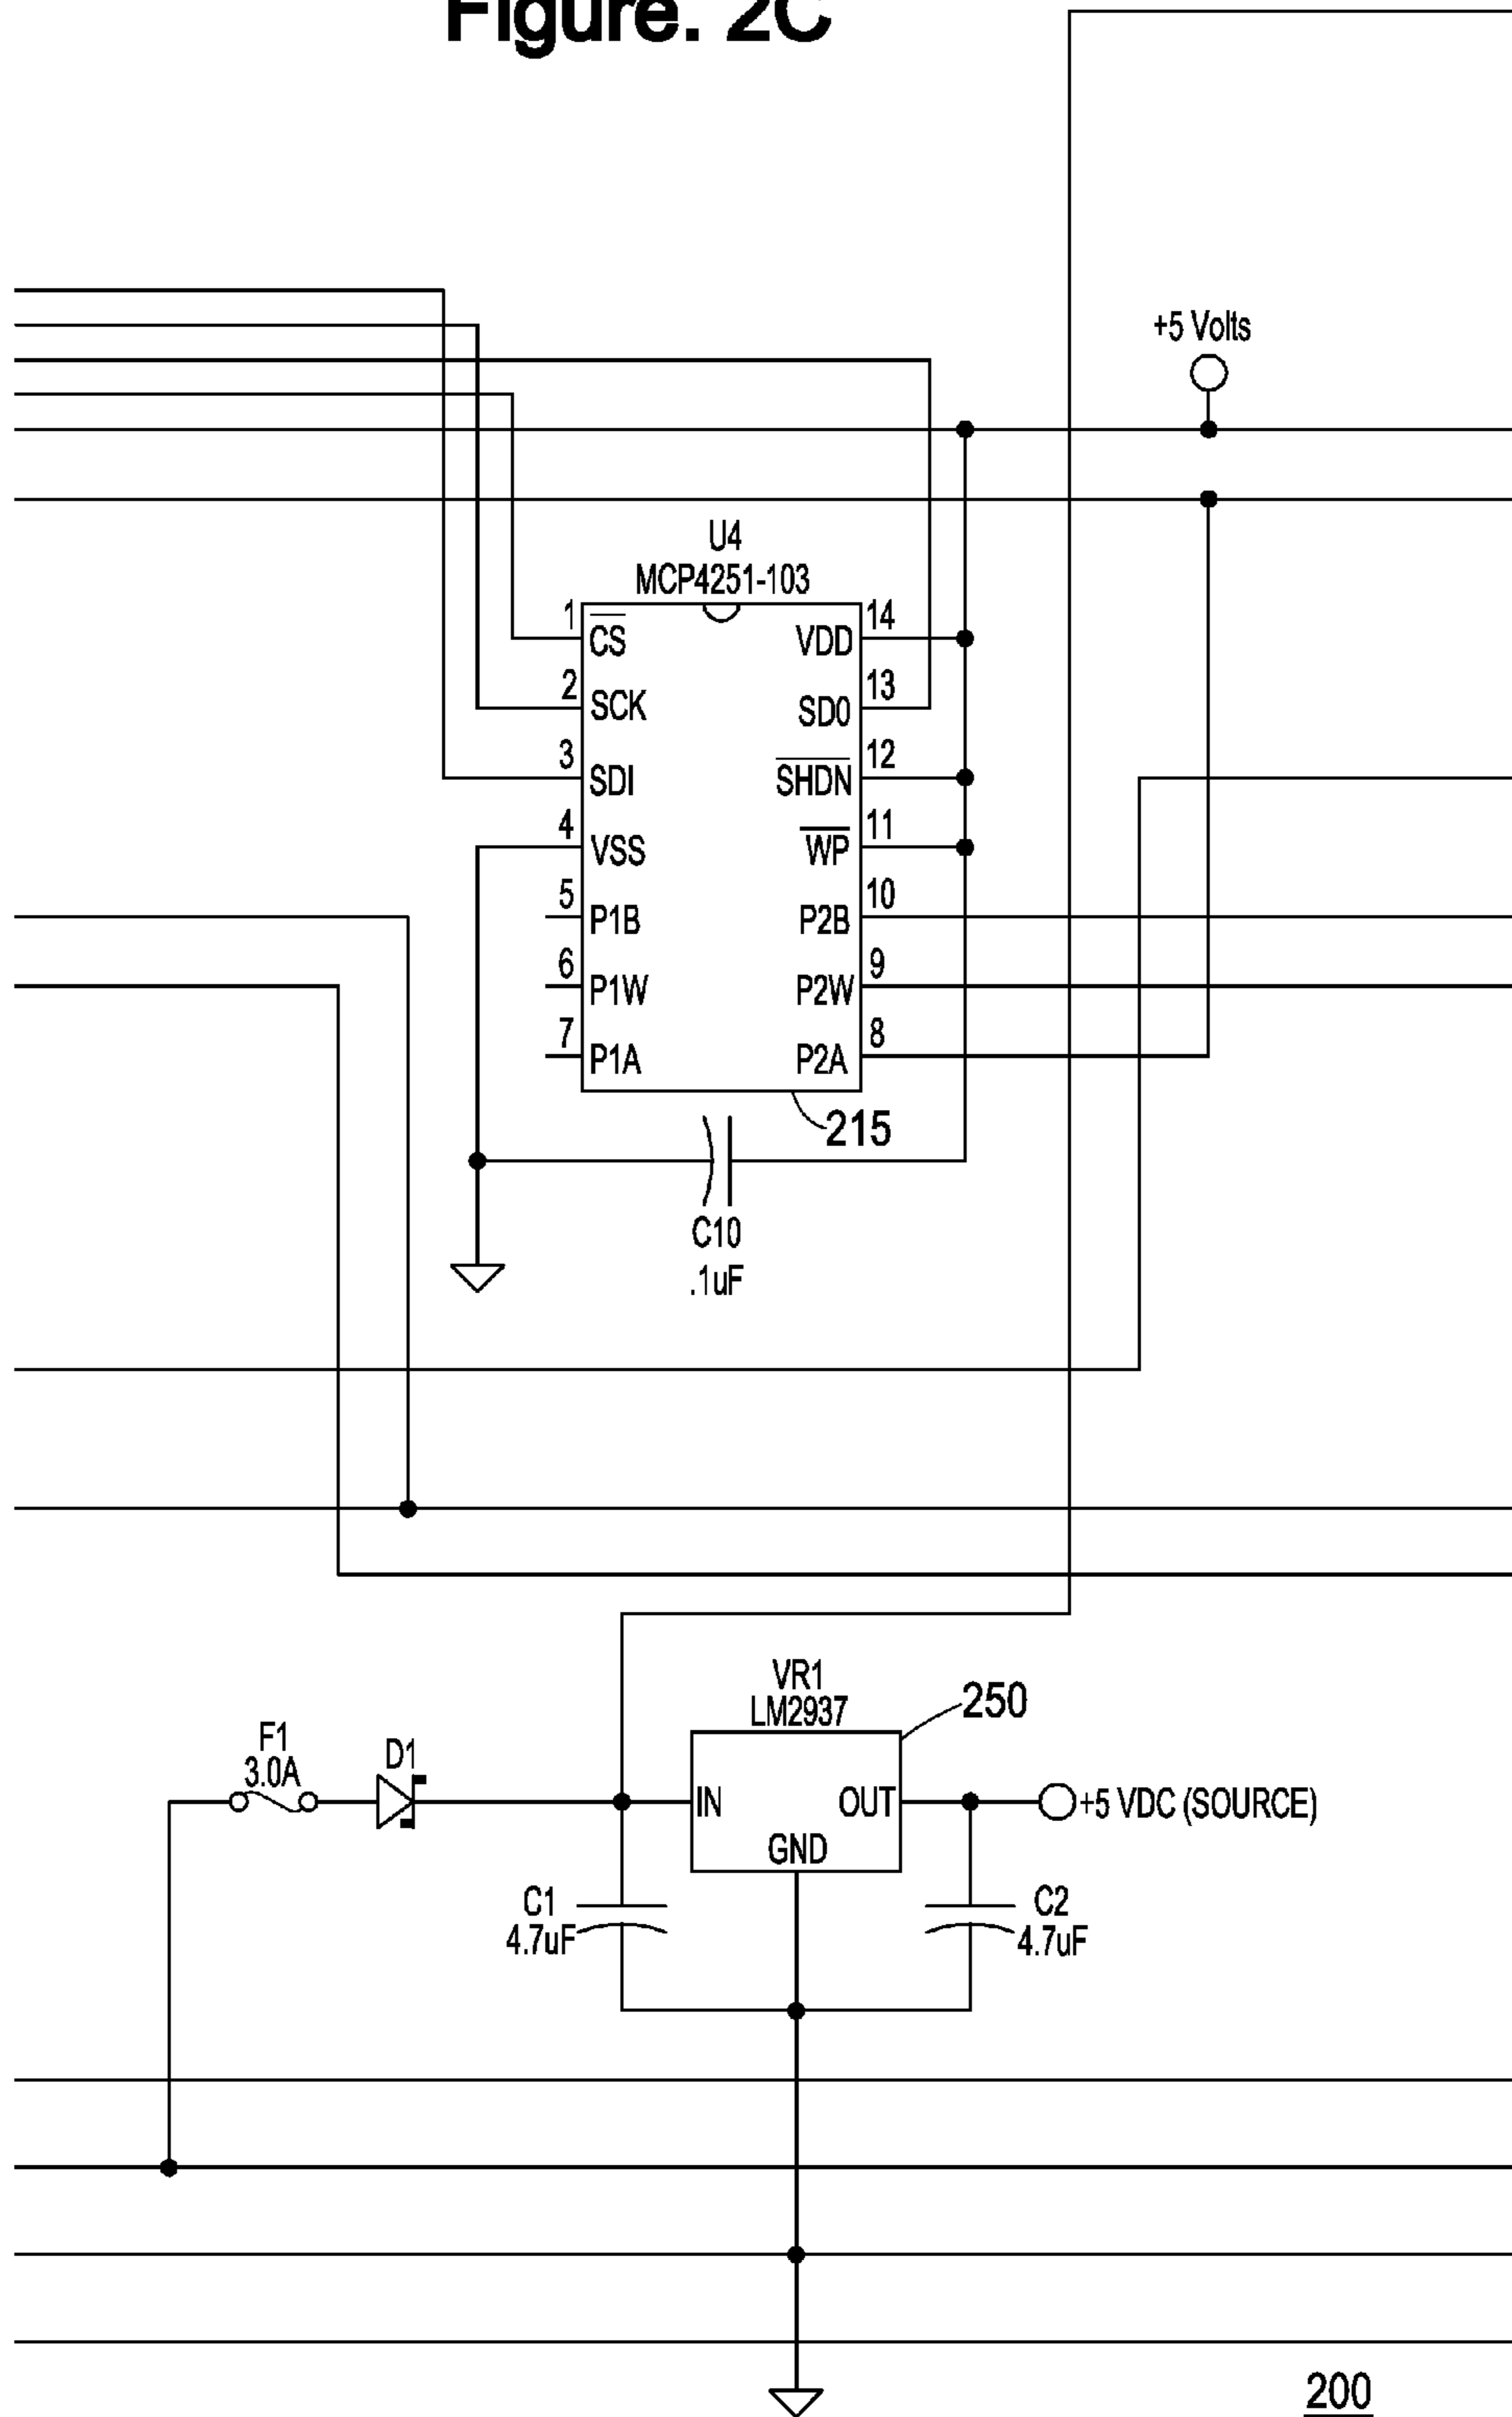 Figure. 2C
+5 Volts
U4
MCP4251-103
1 CS VDD 14
2 SCK SD0 13
3 SDI SHDN 12
4 VSS WP 11
5 P1B P2B 10
6 P1W P2W 9
7 P1A P2A 8
215
C10
.1uF
VR1
LM2937
250
F1
3.0A
D1
IN
OUT
+5 VDC (SOURCE)
GND
C1
4.7uF
C2
4.7uF
200